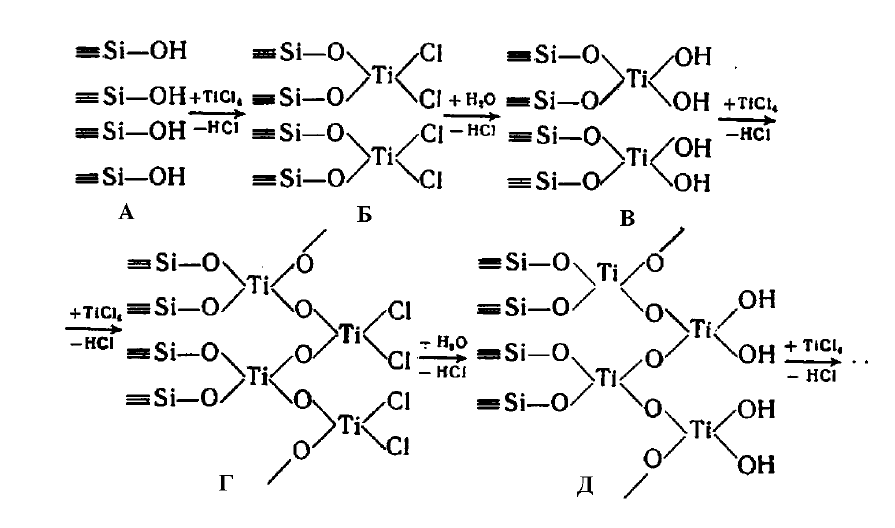 ≡Si—OH
≡Si—OH
≡Si—OH
≡Si—OH
+TiCl₄
—HCl
≡Si—O
≡Si—O
Ti
Cl
Cl
≡Si—O
≡Si—O
Ti
Cl
Cl
+H₂O
—HCl
≡Si—O
≡Si—O
Ti
OH
OH
≡Si—O
≡Si—O
Ti
OH
OH
+TiCl₄
—HCl
А
Б
В
+TiCl₄
—HCl
≡Si—O
≡Si—O
Ti
O
O
Ti
Cl
Cl
≡Si—O
≡Si—O
Ti
O
O
Ti
Cl
Cl
O
H₂O
— HCl
≡Si—O
≡Si—O
Ti
O
O
Ti
OH
OH
≡Si—O
≡Si—O
Ti
O
O
Ti
OH
OH
O
+ TiCl₄
— HCl
. .
Г
Д